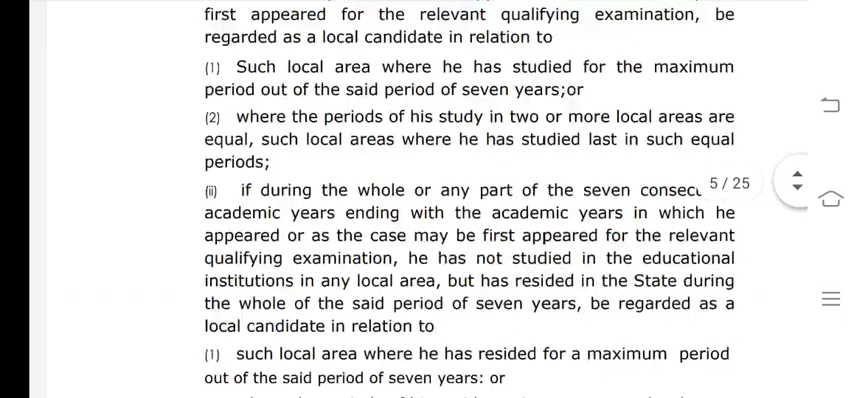 first appeared for the relevant qualifying examination, be
regarded as a local candidate in relation to
(1) Such local area where he has studied for the maximum
period out of the said period of seven years;or
(2) where the periods of his study in two or more local areas are
equal, such local areas where he has studied last in such equal
periods;
(ii) if during the whole or any part of the seven
5 / 25
academic years ending with the academic years in which he
appeared or as the case may be first appeared for the relevant
qualifying examination, he has not studied in the educational
institutions in any local area, but has resided in the State during
the whole of the said period of seven years, be regarded as a
local candidate in relation to
(1) such local area where he has resided for a maximum period
out of the said period of seven years: or